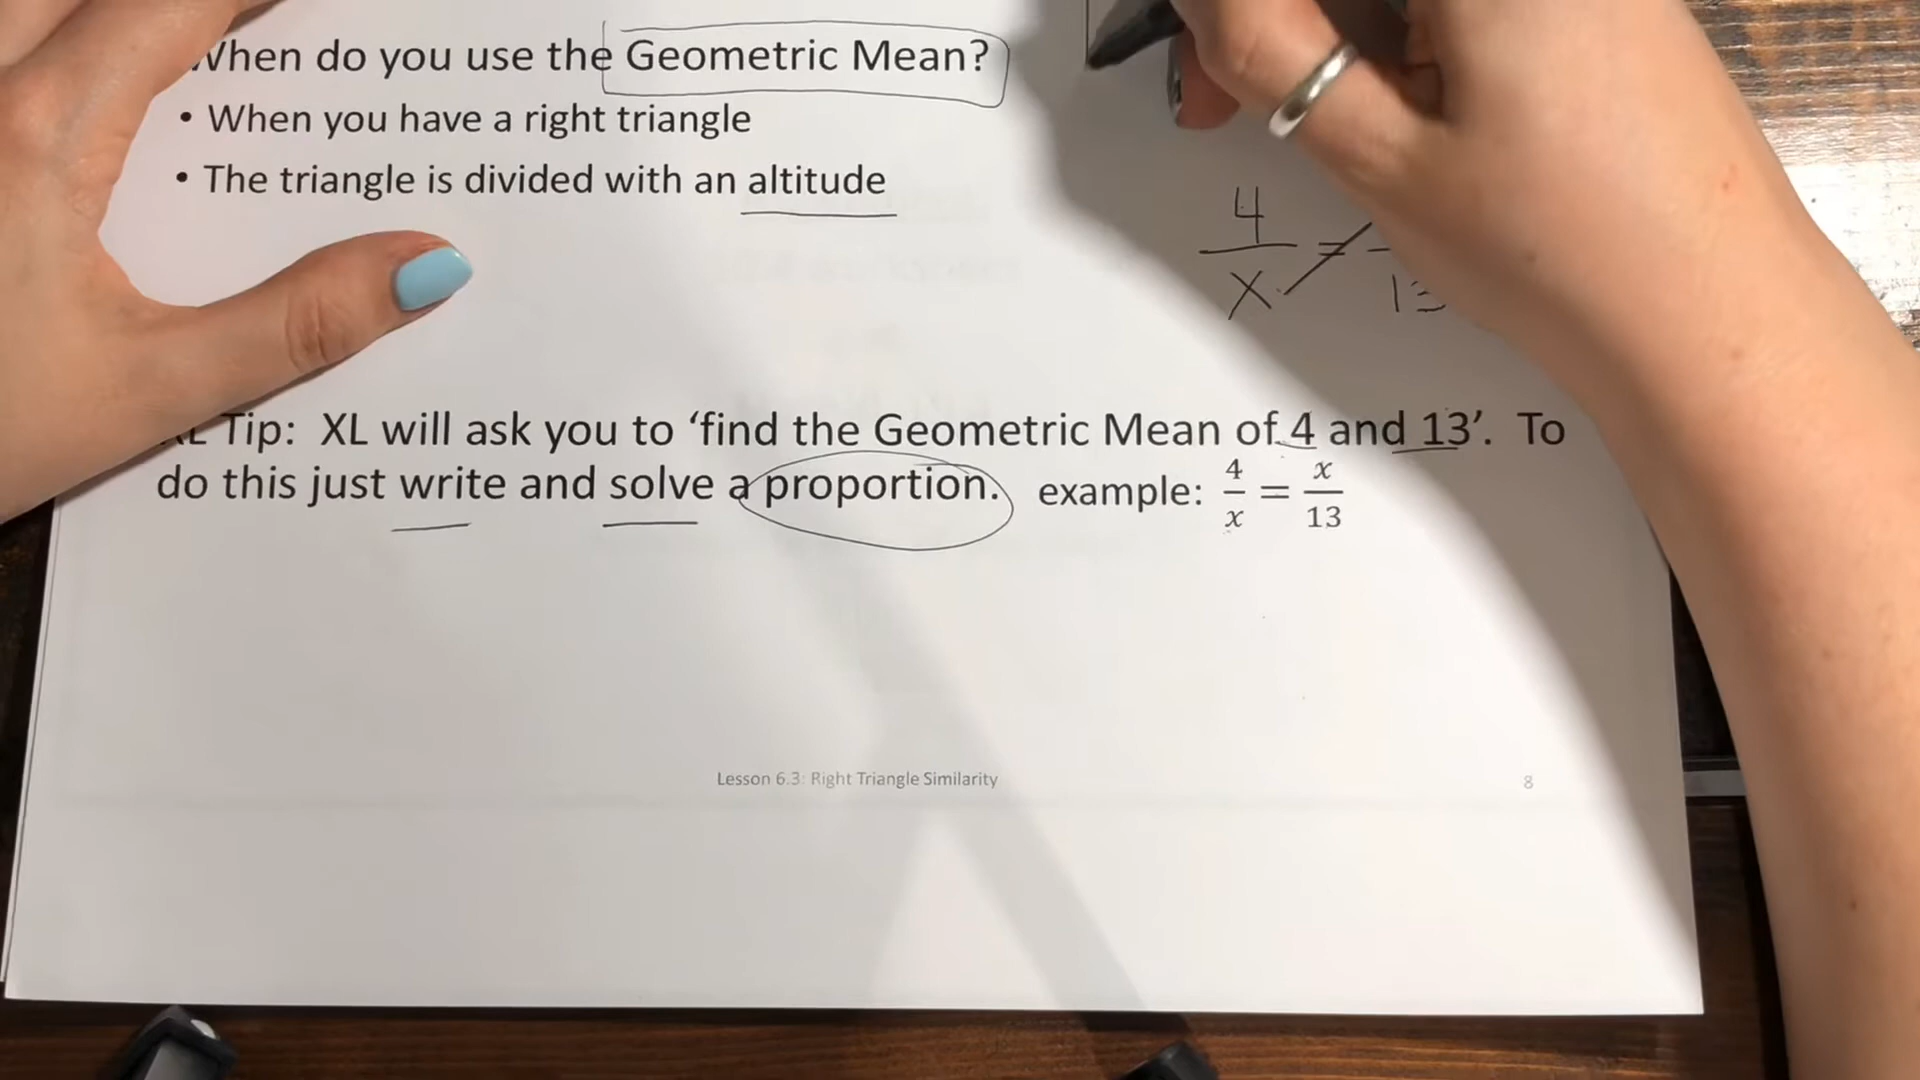 When do you use the Geometric Mean?
• When you have a right triangle
• The triangle is divided with an altitude
4/x = /13
Tip: XL will ask you to ‘find the Geometric Mean of 4 and 13’. To
do this just write and solve a proportion. example: 4/x = x/13
Lesson 6.3: Right Triangle Similarity
8